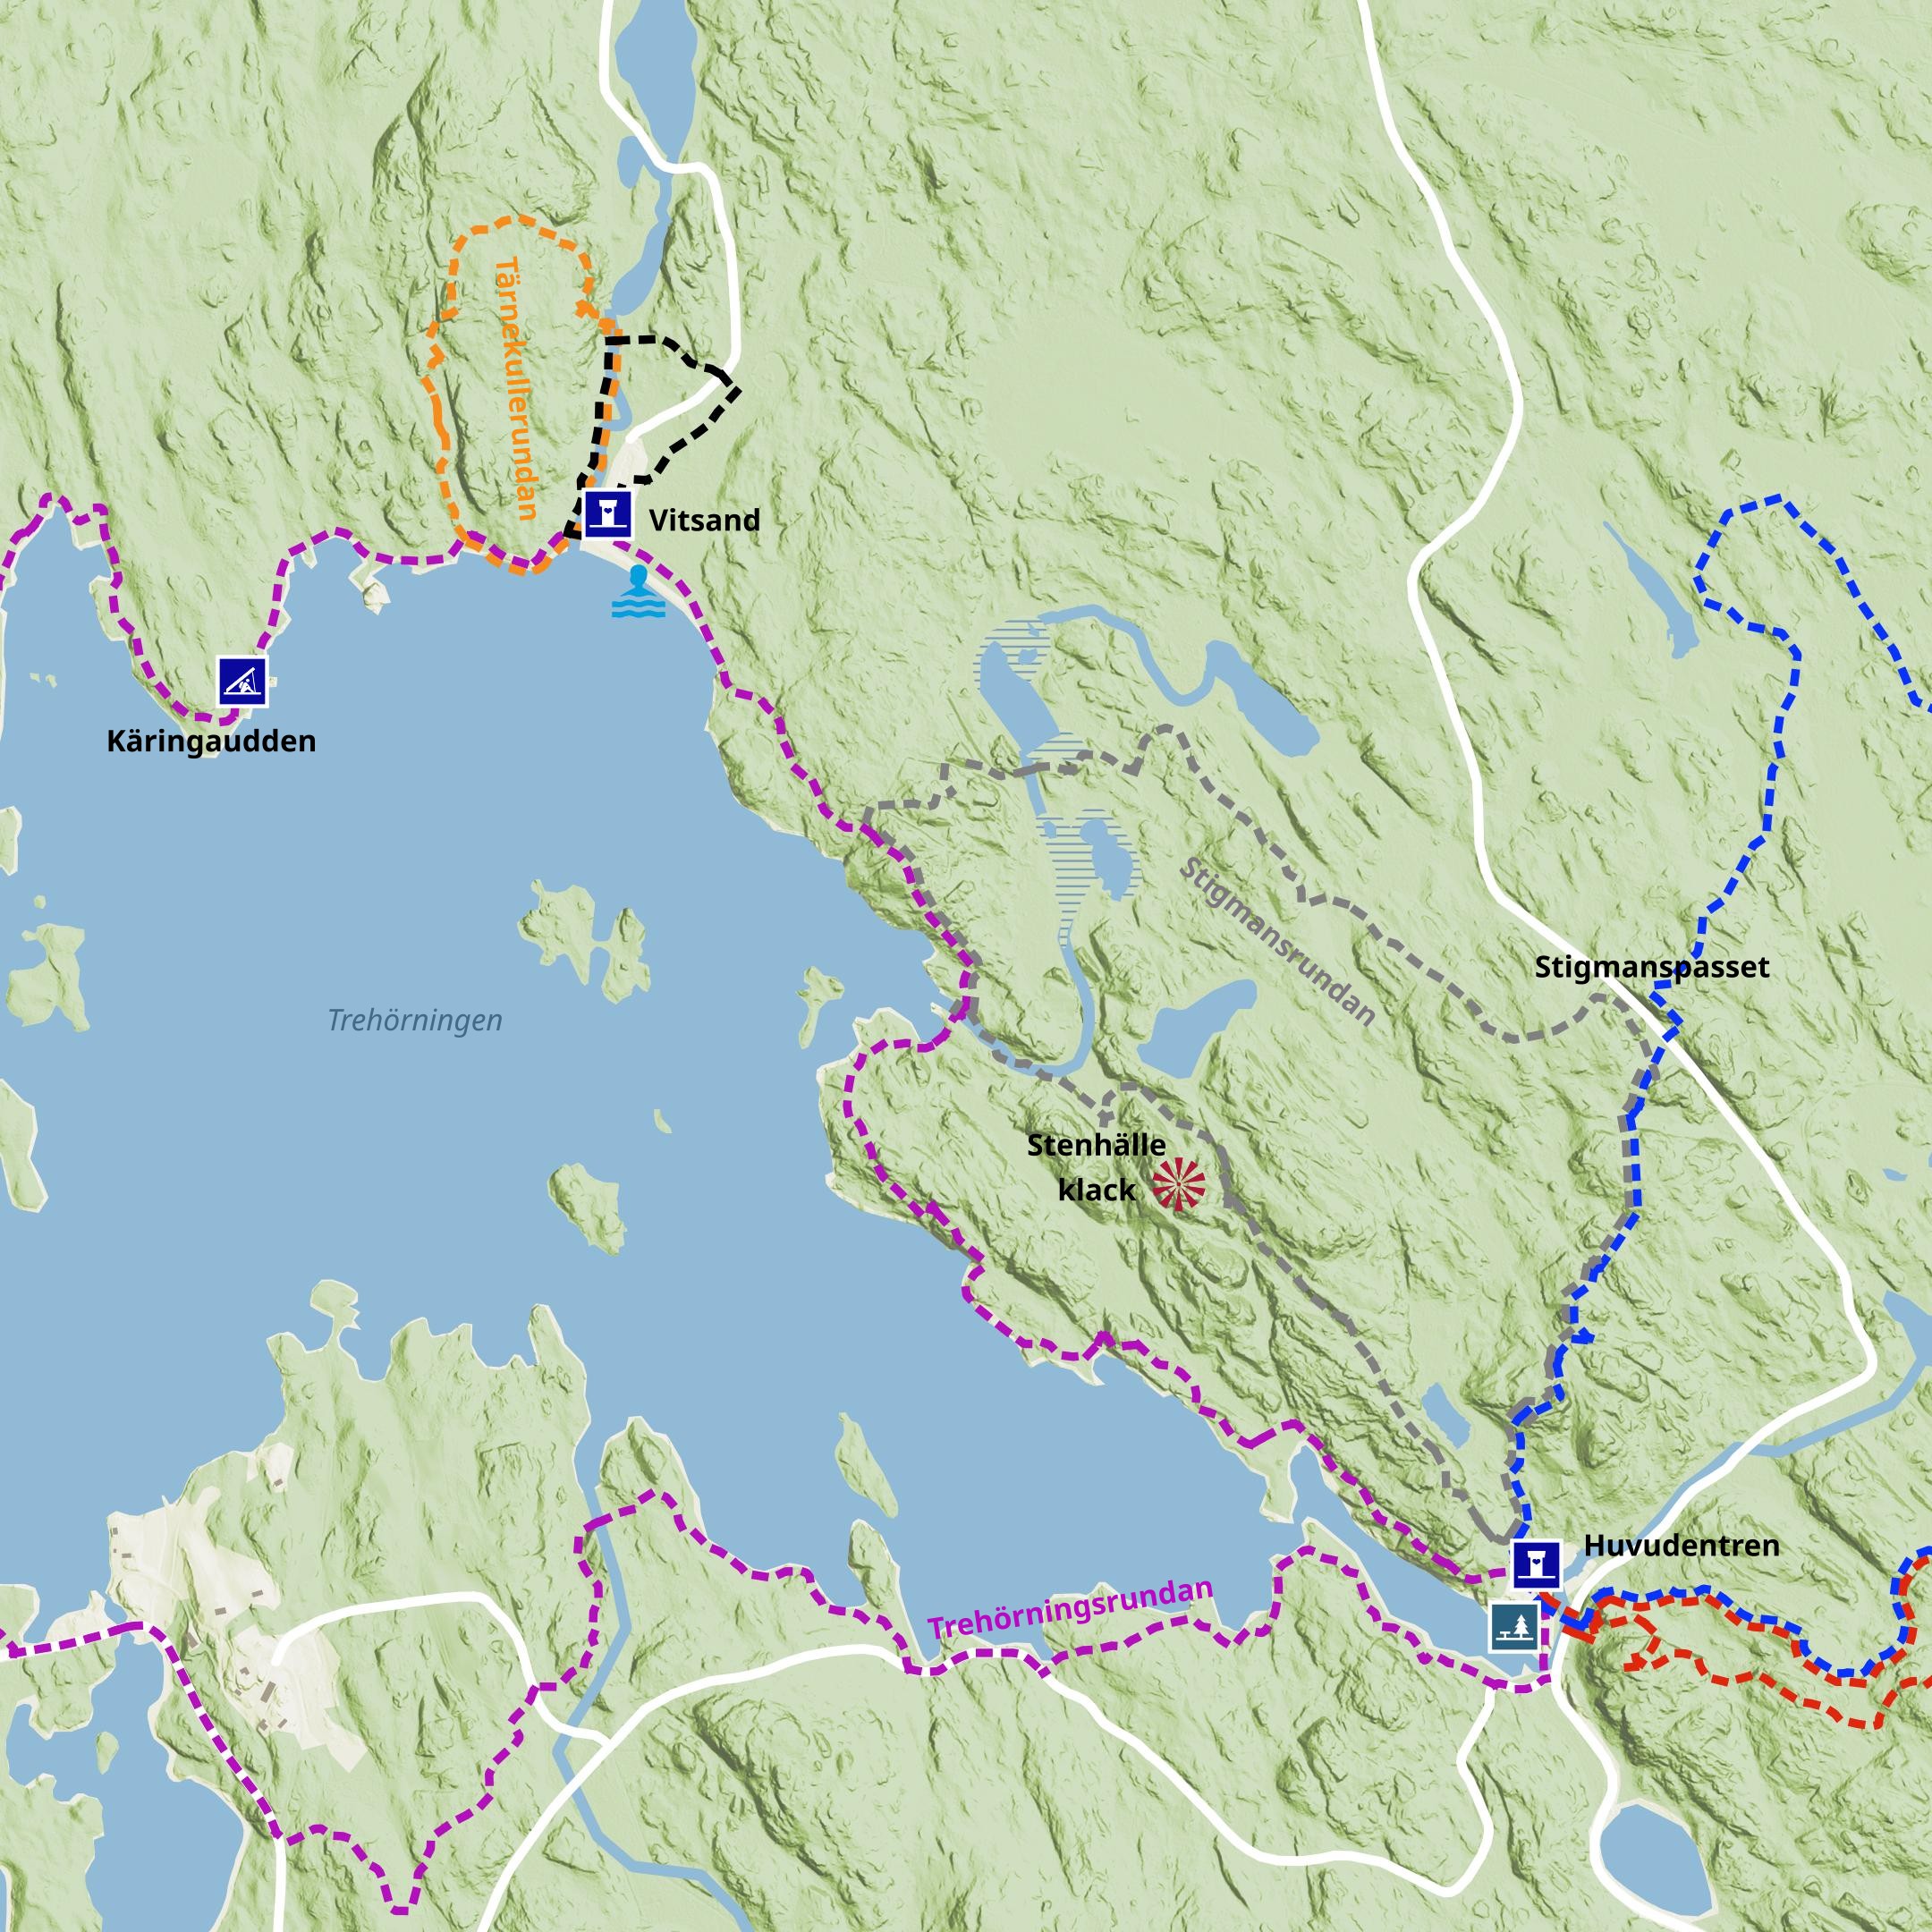 Tärnekullerundan
Vitsand
Käringaudden
Stigmansrundan
Stigmanspasset
Trehörningen
Stenhälle
klack
Huvudentren
Trehörningsrundan